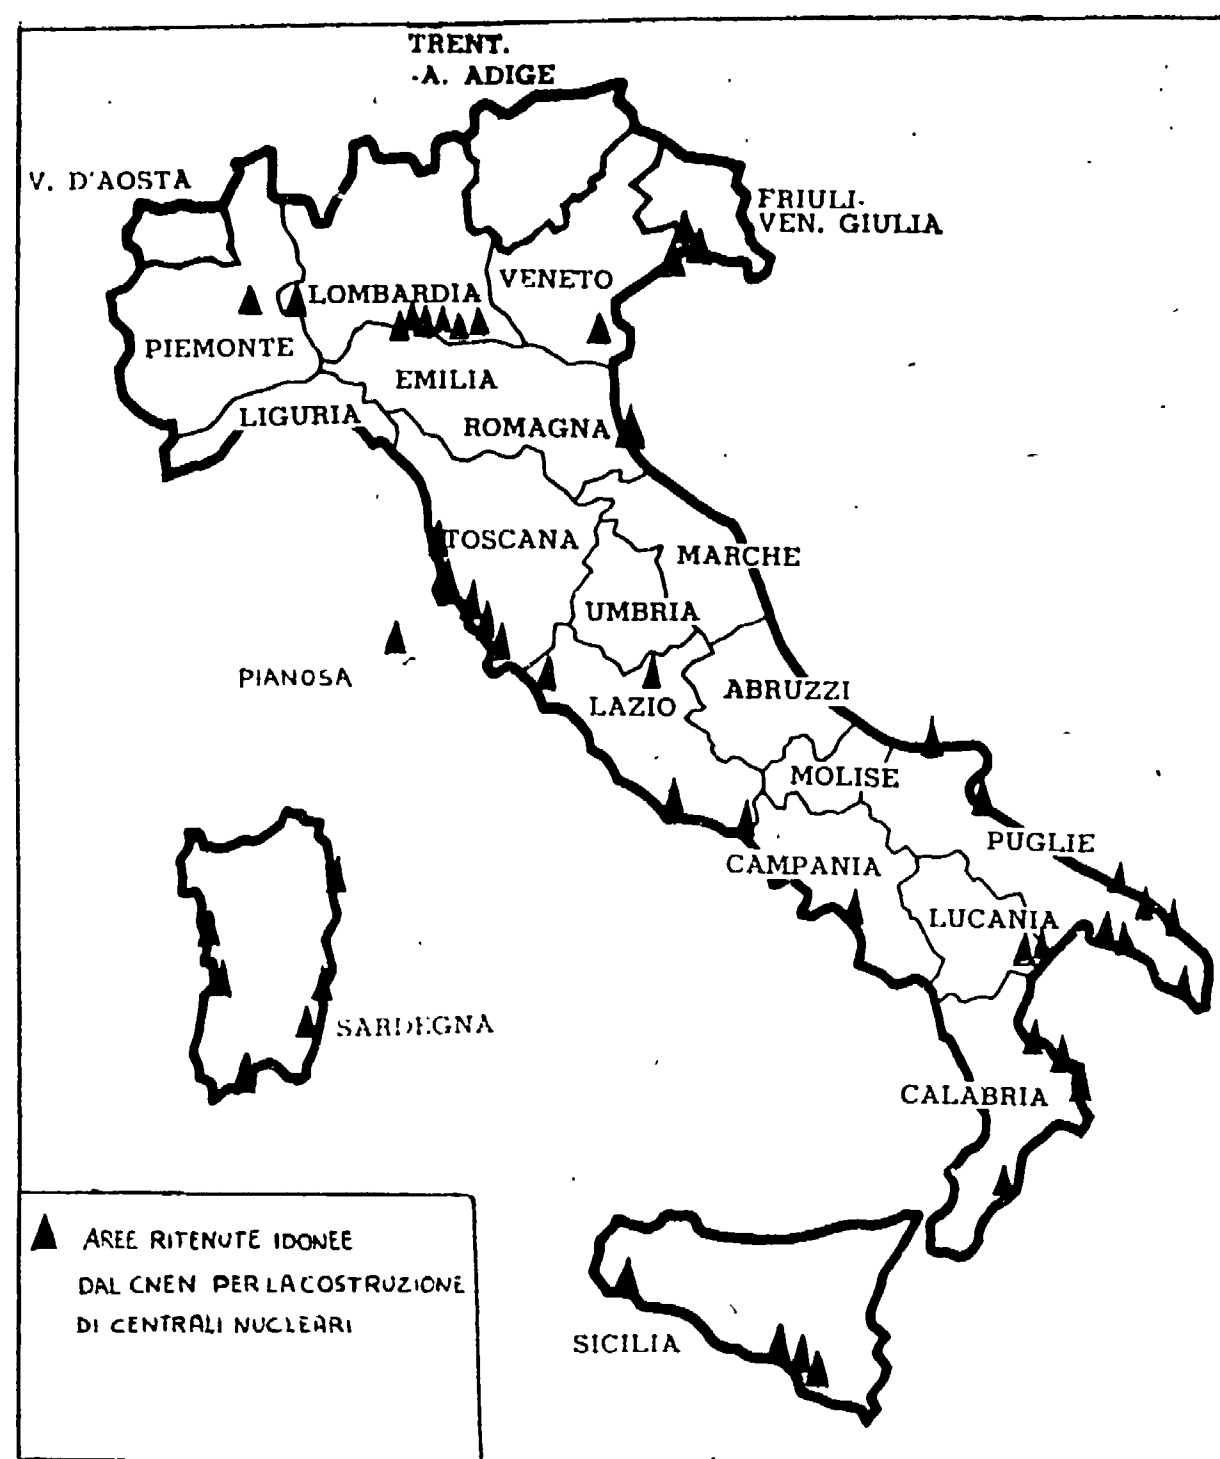 TRENT.
-A. ADIGE
V. D'AOSTA
FRIULI-
VEN. GIULIA
VENETO
LOMBARDIA
PIEMONTE
EMILIA
LIGURIA
ROMAGNA
TOSCANA
MARCHE
UMBRIA
PIANOSA
ABRUZZI
LAZIO
MOLISE
PUGLIE
CAMPANIA
LUCANIA
SARDEGNA
CALABRIA
SICILIA
AREE RITENUTE IDONEE
DAL CNEN PER LA COSTRUZIONE
DI CENTRALI NUCLEARI